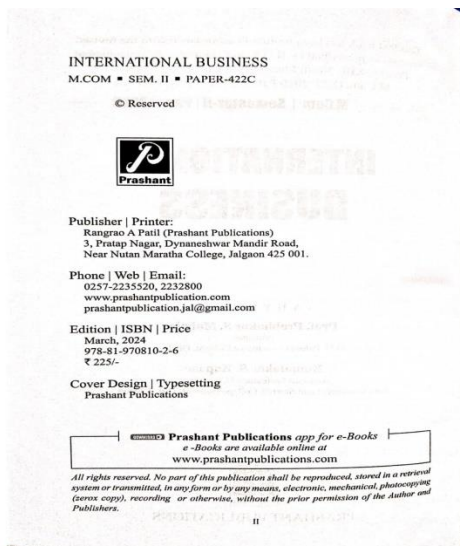 INTERNATIONAL BUSINESS
M.COM ▪ SEM. II ▪ PAPER-422C
© Reserved
P
Prashant
Publisher | Printer:
Rangrao A Patil (Prashant Publications)
3, Pratap Nagar, Dynaneshwar Mandir Road,
Near Nutan Maratha College, Jalgaon 425 001.
Phone | Web | Email:
0257-2235520, 2232800
www.prashantpublication.com
prashantpublication.jal@gmail.com
Edition | ISBN | Price
March, 2024
978-81-970810-2-6
₹ 225/-
Cover Design | Typesetting
Prashant Publications
Prashant Publications app for e-Books
e -Books are available online at
www.prashantpublications.com
All rights reserved. No part of this publication shall be reproduced, stored in a retrieval
system or transmitted, in any form or by any means, electronic, mechanical, photocopying
(zerox copy), recording or otherwise, without the prior permission of the Author and
Publishers.
II